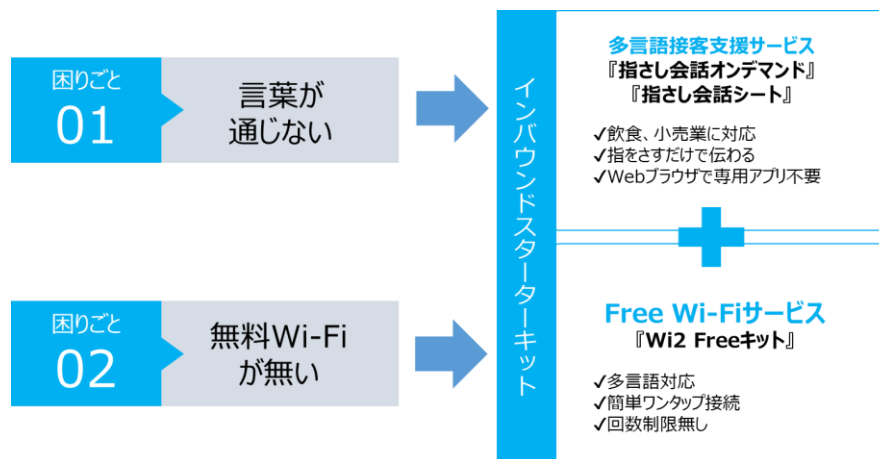 困りごと
01
言葉が
通じない
困りごと
02
無料Wi-Fi
が無い
インバウンドスターターキット
多言語接客支援サービス
『指さし会話オンデマンド』
『指さし会話シート』
✓飲食、小売業に対応
✓指をさすだけで伝わる
✓Webブラウザで専用アプリ不要
Free Wi-Fiサービス
『Wi2 Freeキット』
✓多言語対応
✓簡単ワンタップ接続
✓回数制限無し